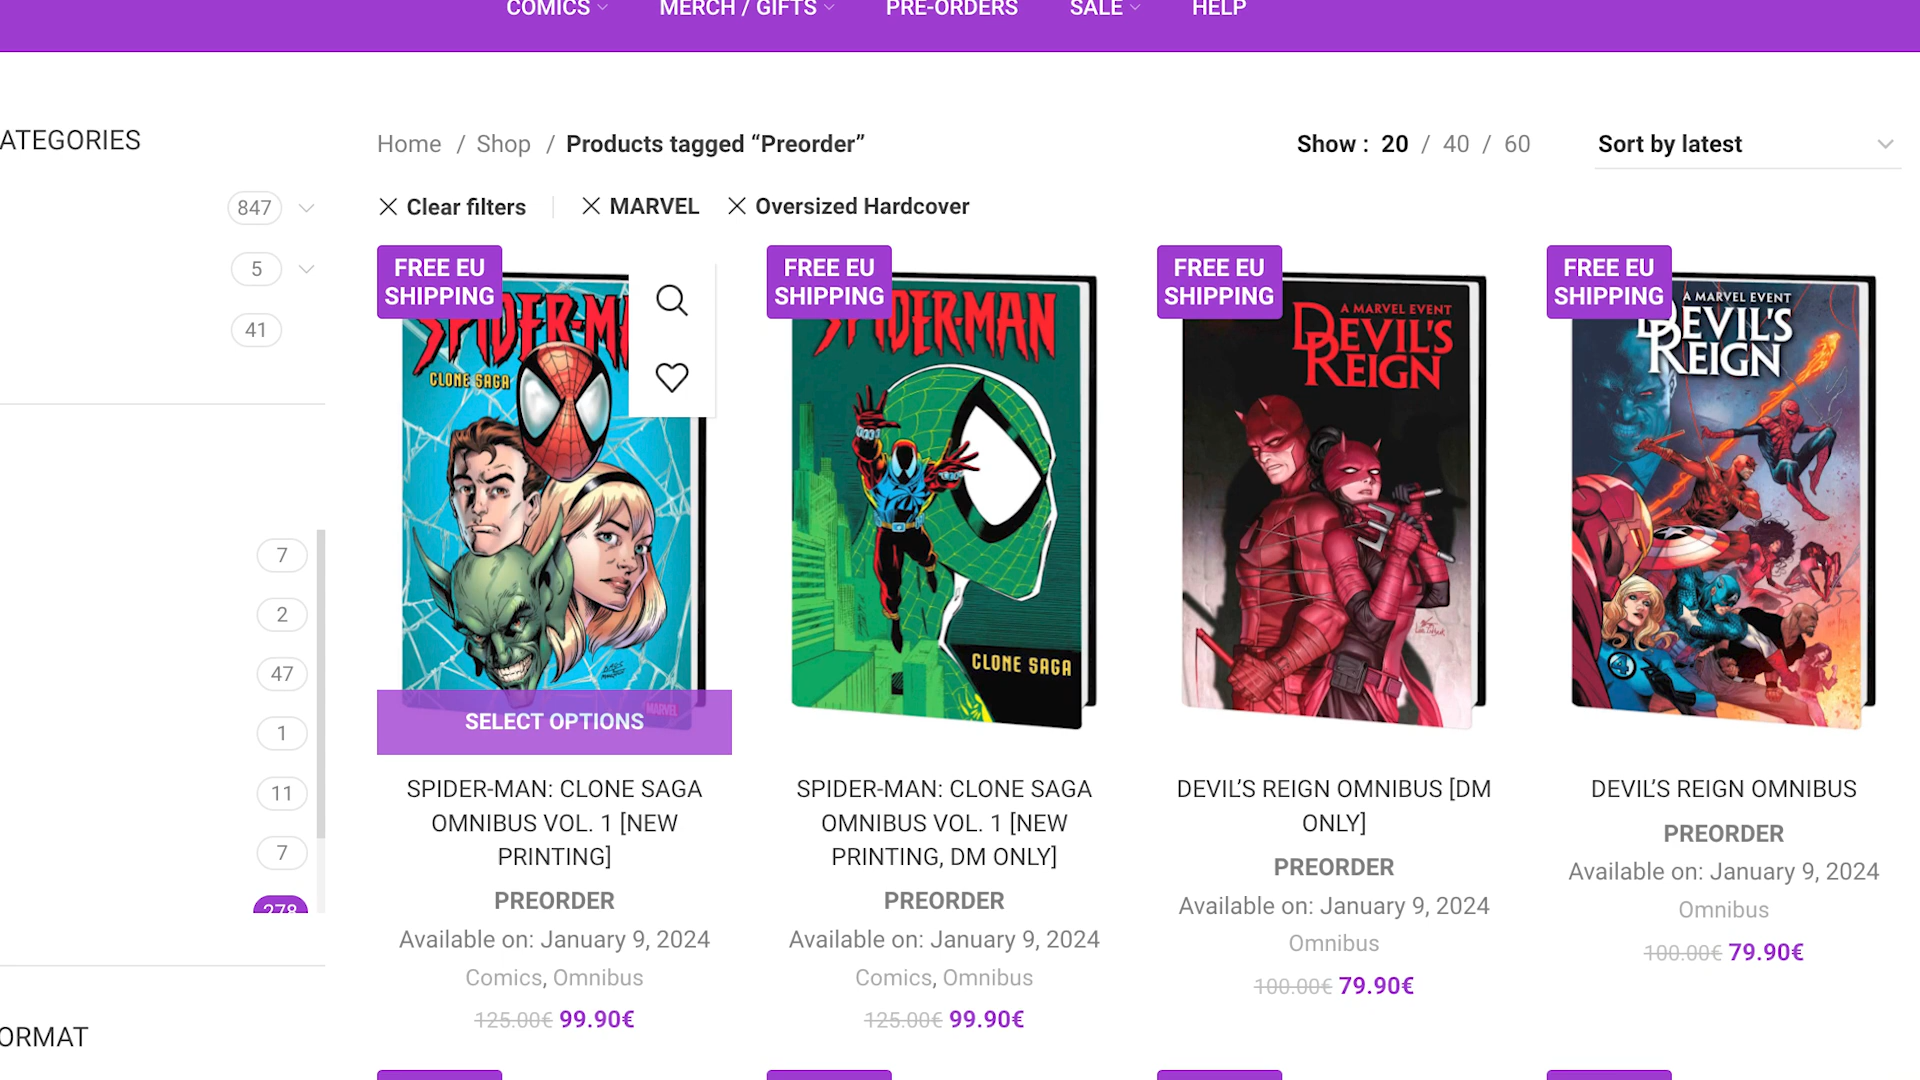 COMICS
MERCH / GIFTS
PRE-ORDERS
SALE
HELP
ATEGORIES
847
5
41
7
2
47
1
11
7
278
ORMAT
Home / Shop / Products tagged “Preorder”
Show : 20 / 40 / 60
Sort by latest
Clear filters
MARVEL
Oversized Hardcover
FREE EU
SHIPPING
SPIDER-M
CLONE SAGA
MARVEL
SELECT OPTIONS
SPIDER-MAN: CLONE SAGA
OMNIBUS VOL. 1 [NEW
PRINTING]
PREORDER
Available on: January 9, 2024
Comics, Omnibus
125.00€ 99.90€
FREE EU
SHIPPING
SPIDER-MAN
CLONE SAGA
SPIDER-MAN: CLONE SAGA
OMNIBUS VOL. 1 [NEW
PRINTING, DM ONLY]
PREORDER
Available on: January 9, 2024
Comics, Omnibus
125.00€ 99.90€
FREE EU
SHIPPING
A MARVEL EVENT
DEVIL'S
REIGN
DEVIL’S REIGN OMNIBUS [DM
ONLY]
PREORDER
Available on: January 9, 2024
Omnibus
100.00€ 79.90€
FREE EU
SHIPPING
A MARVEL EVENT
DEVIL'S
REIGN
4
DEVIL’S REIGN OMNIBUS
PREORDER
Available on: January 9, 2024
Omnibus
100.00€ 79.90€